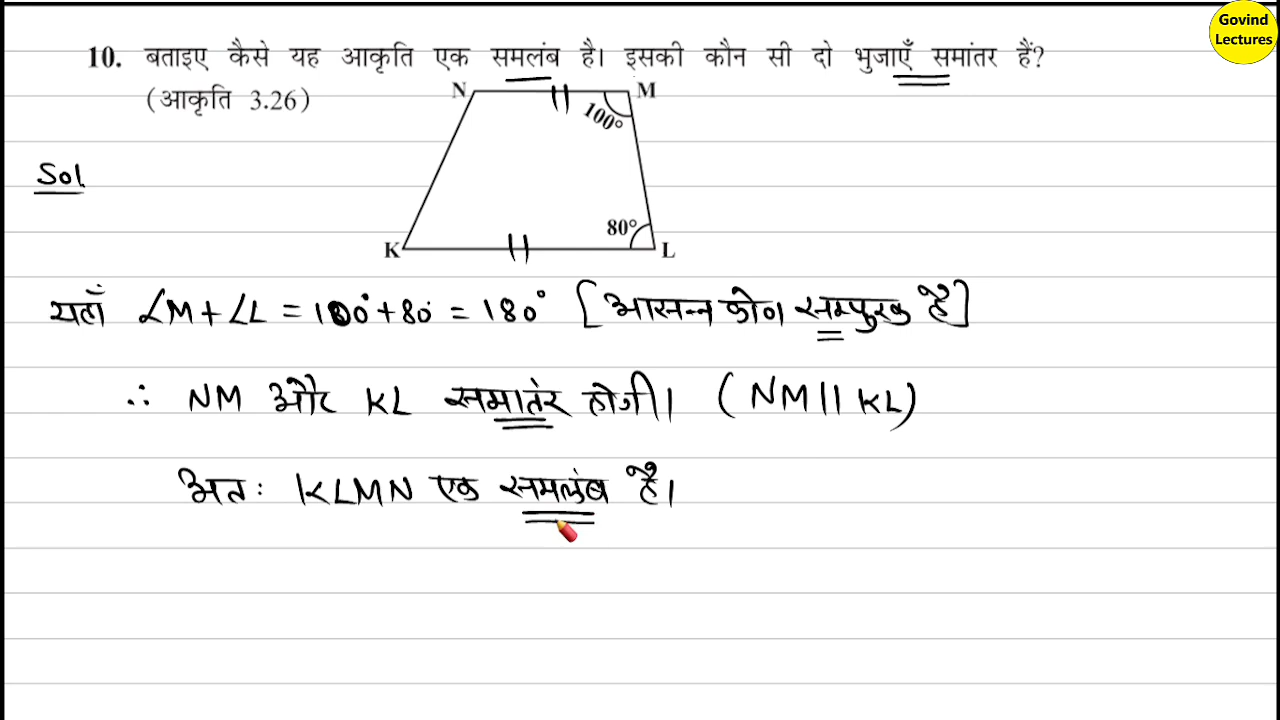 Govind
Lectures
10. बताइए कैसे यह आकृति एक समलंब है। इसकी कौन सी दो भुजाएँ समांतर हैं?
(आकृति 3.26)
N
M
100°
Sol
80°
K
L
यहाँ ∠M+∠L = 100°+80° = 180° [आसन्न कोण सम्पुरक है]
∴ NM और KL समातंर होगी। (NM||KL)
अतः KLMN एक समलंब है।